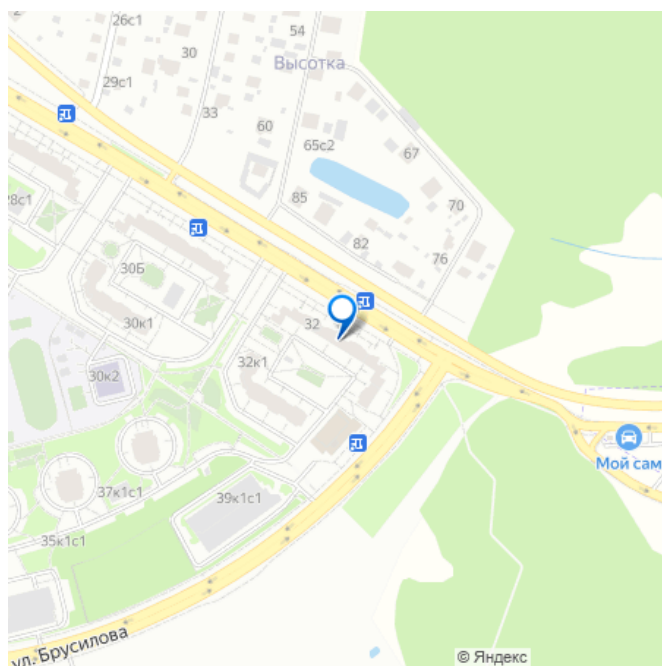 26с1
54
30
Высотка
29с1
33
60
65с2
67
28с1
85
70
82
76
30Б
32
30к1
32к1
30к2
Мой сам
37к1с1
39к1с1
35к1с1
ул. Брусилова
© Яндекс